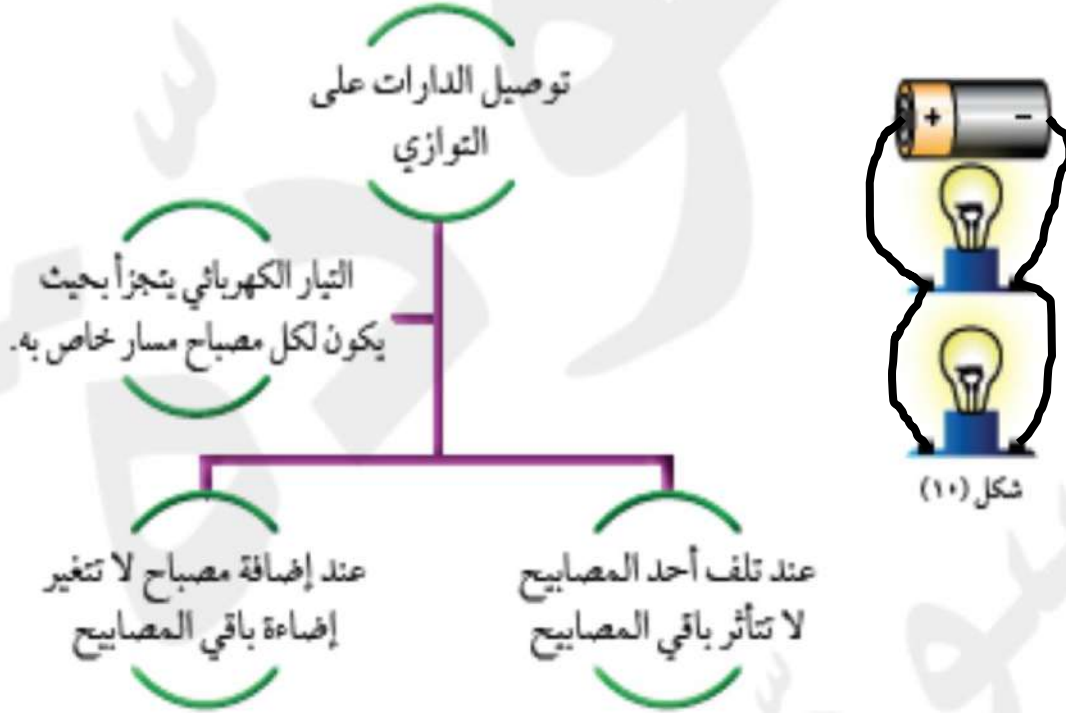 توصيل الدارات على
التوازي
التيار الكهربائي يتجزأ بحيث
يكون لكل مصباح مسار خاص به.
+ −
شكل (١٠)
عند تلف أحد المصابيح
لا تتأثر باقي المصابيح
عند إضافة مصباح لا تتغير
إضاءة باقي المصابيح